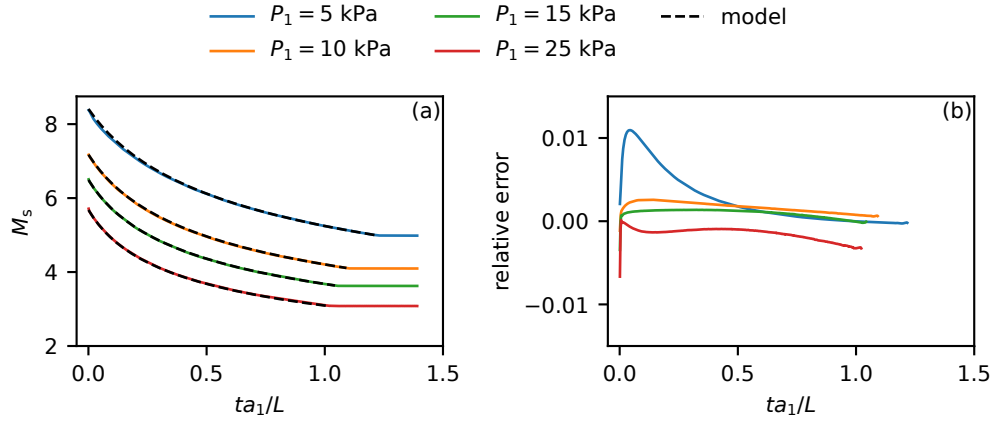 P₁ = 5 kPa
P₁ = 15 kPa
model
P₁ = 10 kPa
P₁ = 25 kPa
(a)
8
6
4
2
Mₛ
0.0 0.5 1.0 1.5
ta₁/L
(b)
0.01
0.00
−0.01
relative error
0.0 0.5 1.0 1.5
ta₁/L